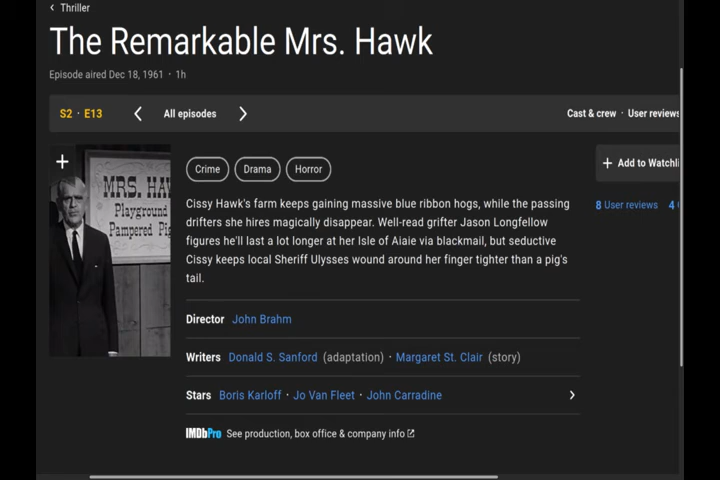 Thriller
The Remarkable Mrs. Hawk
Episode aired Dec 18, 1961 · 1h
S2 · E13 All episodes Cast & crew · User reviews
MRS.
Playground
Pampered
Crime Drama Horror
+ Add to
8 User reviews 4
Cissy Hawk's farm keeps gaining massive blue ribbon hogs, while the passing
drifters she hires magically disappear. Well-read grifter Jason Longfellow
figures he'll last a lot longer at her Isle of Aiaie via blackmail, but seductive
Cissy keeps local Sheriff Ulysses wound around her finger tighter than a pig's
tail.
Director John Brahm
Writers Donald S. Sanford (adaptation) · Margaret St. Clair (story)
Stars Boris Karloff · Jo Van Fleet · John Carradine
IMDbPro See production, box office & company info